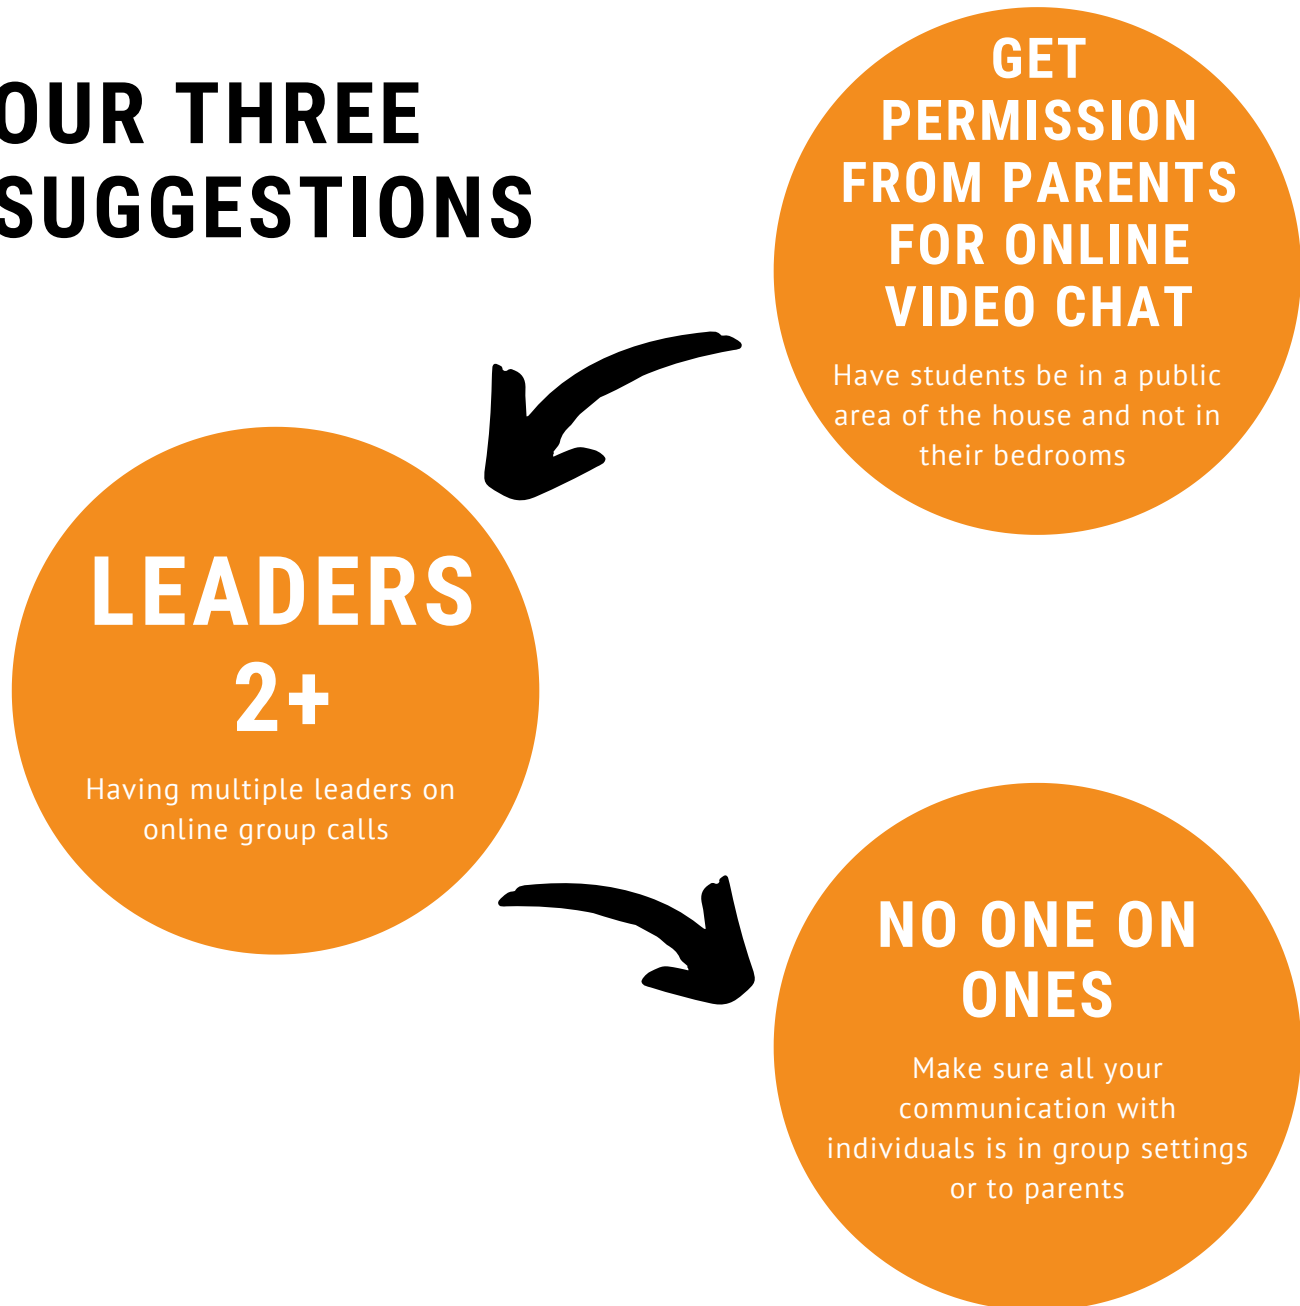 OUR THREE
SUGGESTIONS
GET
PERMISSION
FROM PARENTS
FOR ONLINE
VIDEO CHAT
Have students be in a public
area of the house and not in
their bedrooms
LEADERS
2+
Having multiple leaders on
online group calls
NO ONE ON
ONES
Make sure all your
communication with
individuals is in group settings
or to parents